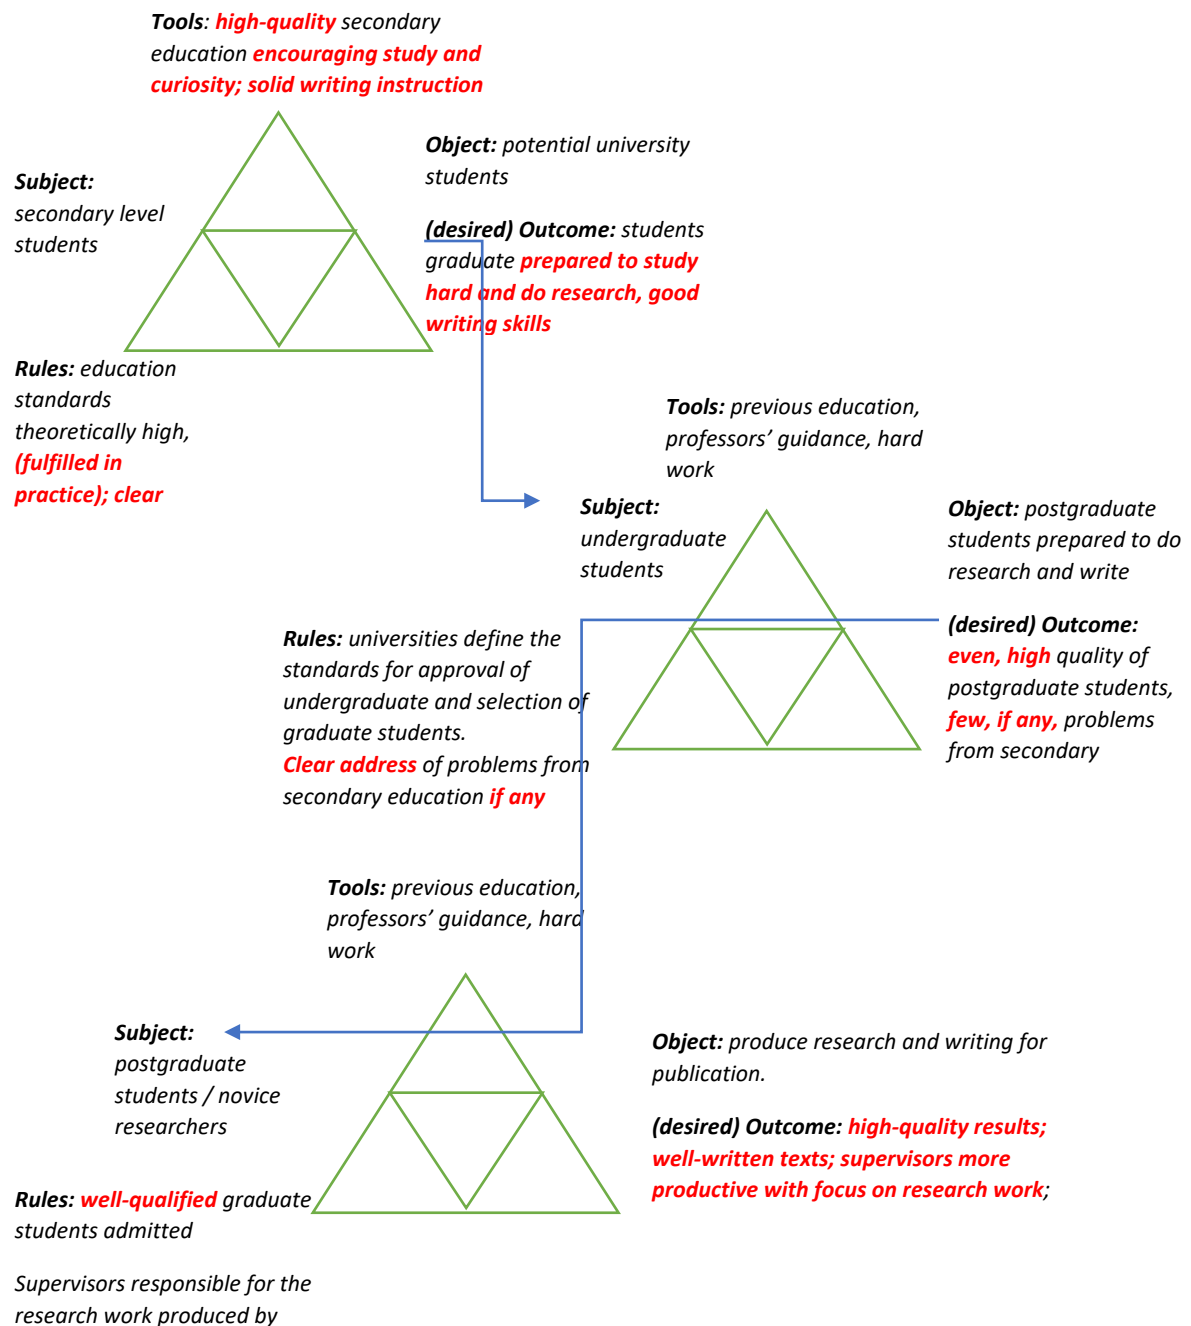 Tools: high-quality secondary
education encouraging study and
curiosity; solid writing instruction
Object: potential university
students
Subject:
secondary level
students
(desired) Outcome: students
graduate prepared to study
hard and do research, good
writing skills
Rules: education
standards
theoretically high,
(fulfilled in
practice); clear
Tools: previous education,
professors’ guidance, hard
work
Subject:
undergraduate
students
Object: postgraduate
students prepared to do
research and write
(desired) Outcome:
even, high quality of
postgraduate students,
few, if any, problems
from secondary
Rules: universities define the
standards for approval of
undergraduate and selection of
graduate students.
Clear address of problems from
secondary education if any
Tools: previous education,
professors’ guidance, hard
work
Subject:
postgraduate
students / novice
researchers
Object: produce research and writing for
publication.
(desired) Outcome: high-quality results;
well-written texts; supervisors more
productive with focus on research work;
Rules: well-qualified graduate
students admitted
Supervisors responsible for the
research work produced by